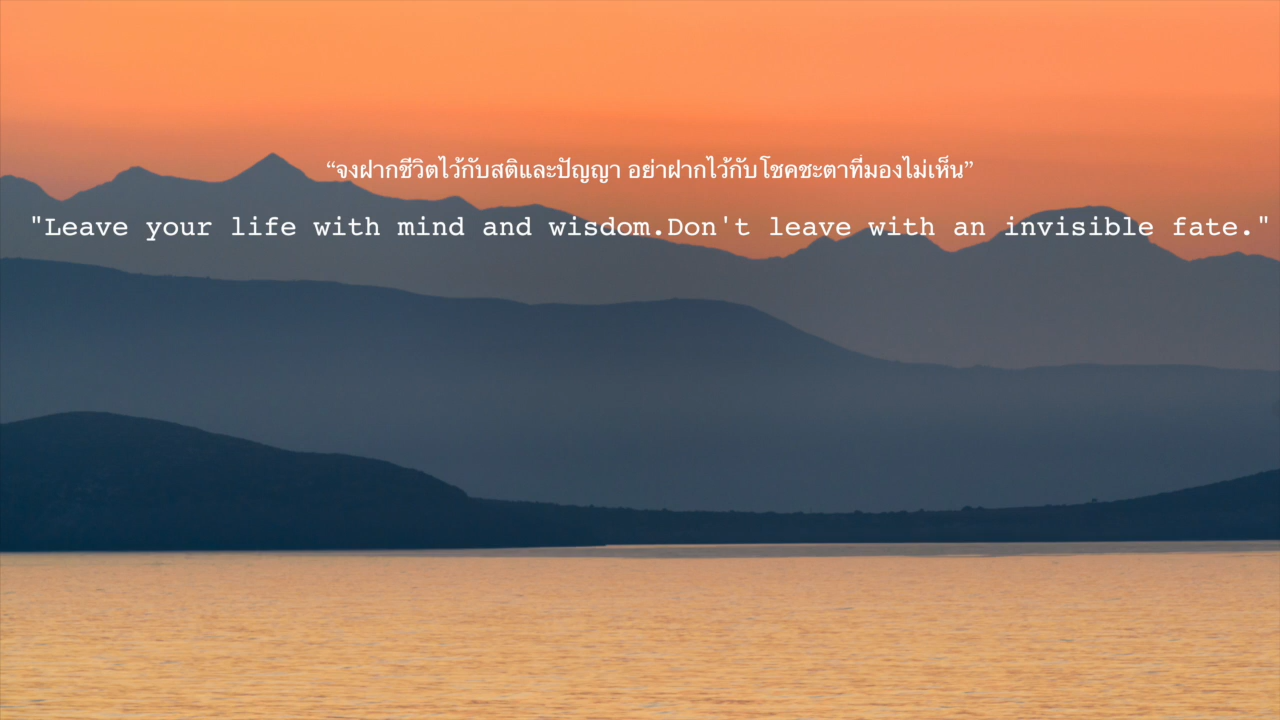 “จงฝากชีวิตไว้กับสติและปัญญา อย่าฝากไว้กับโชคชะตาที่มองไม่เห็น”
"Leave your life with mind and wisdom.Don't leave with an invisible fate."